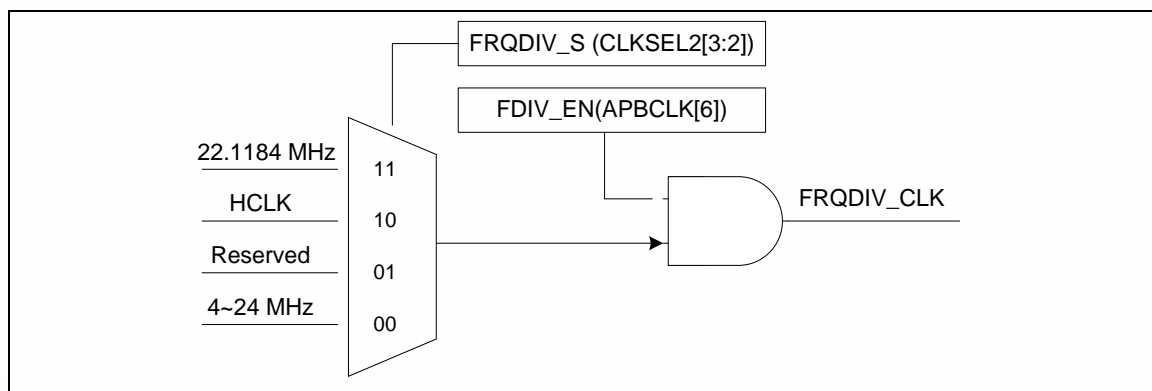 FRQDIV_S (CLKSEL2[3:2])
FDIV_EN(APBCLK[6])
22.1184 MHz
11
HCLK
10
Reserved
01
4~24 MHz
00
FRQDIV_CLK